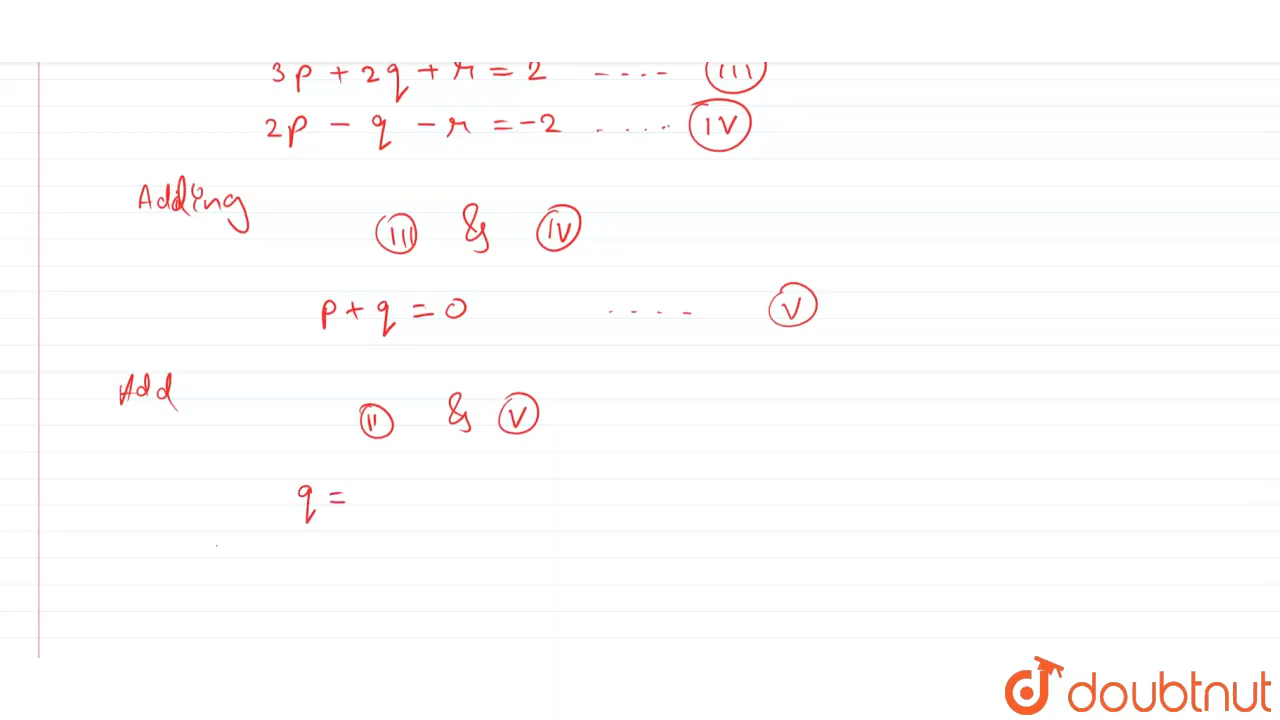 3p + 2q + r = 2 ---- (III)
2p - q - r = -2 .... (IV)
Adding
(III) & (IV)
p + q = 0 .... (V)
Add
(II) & (V)
q =
doubtnut